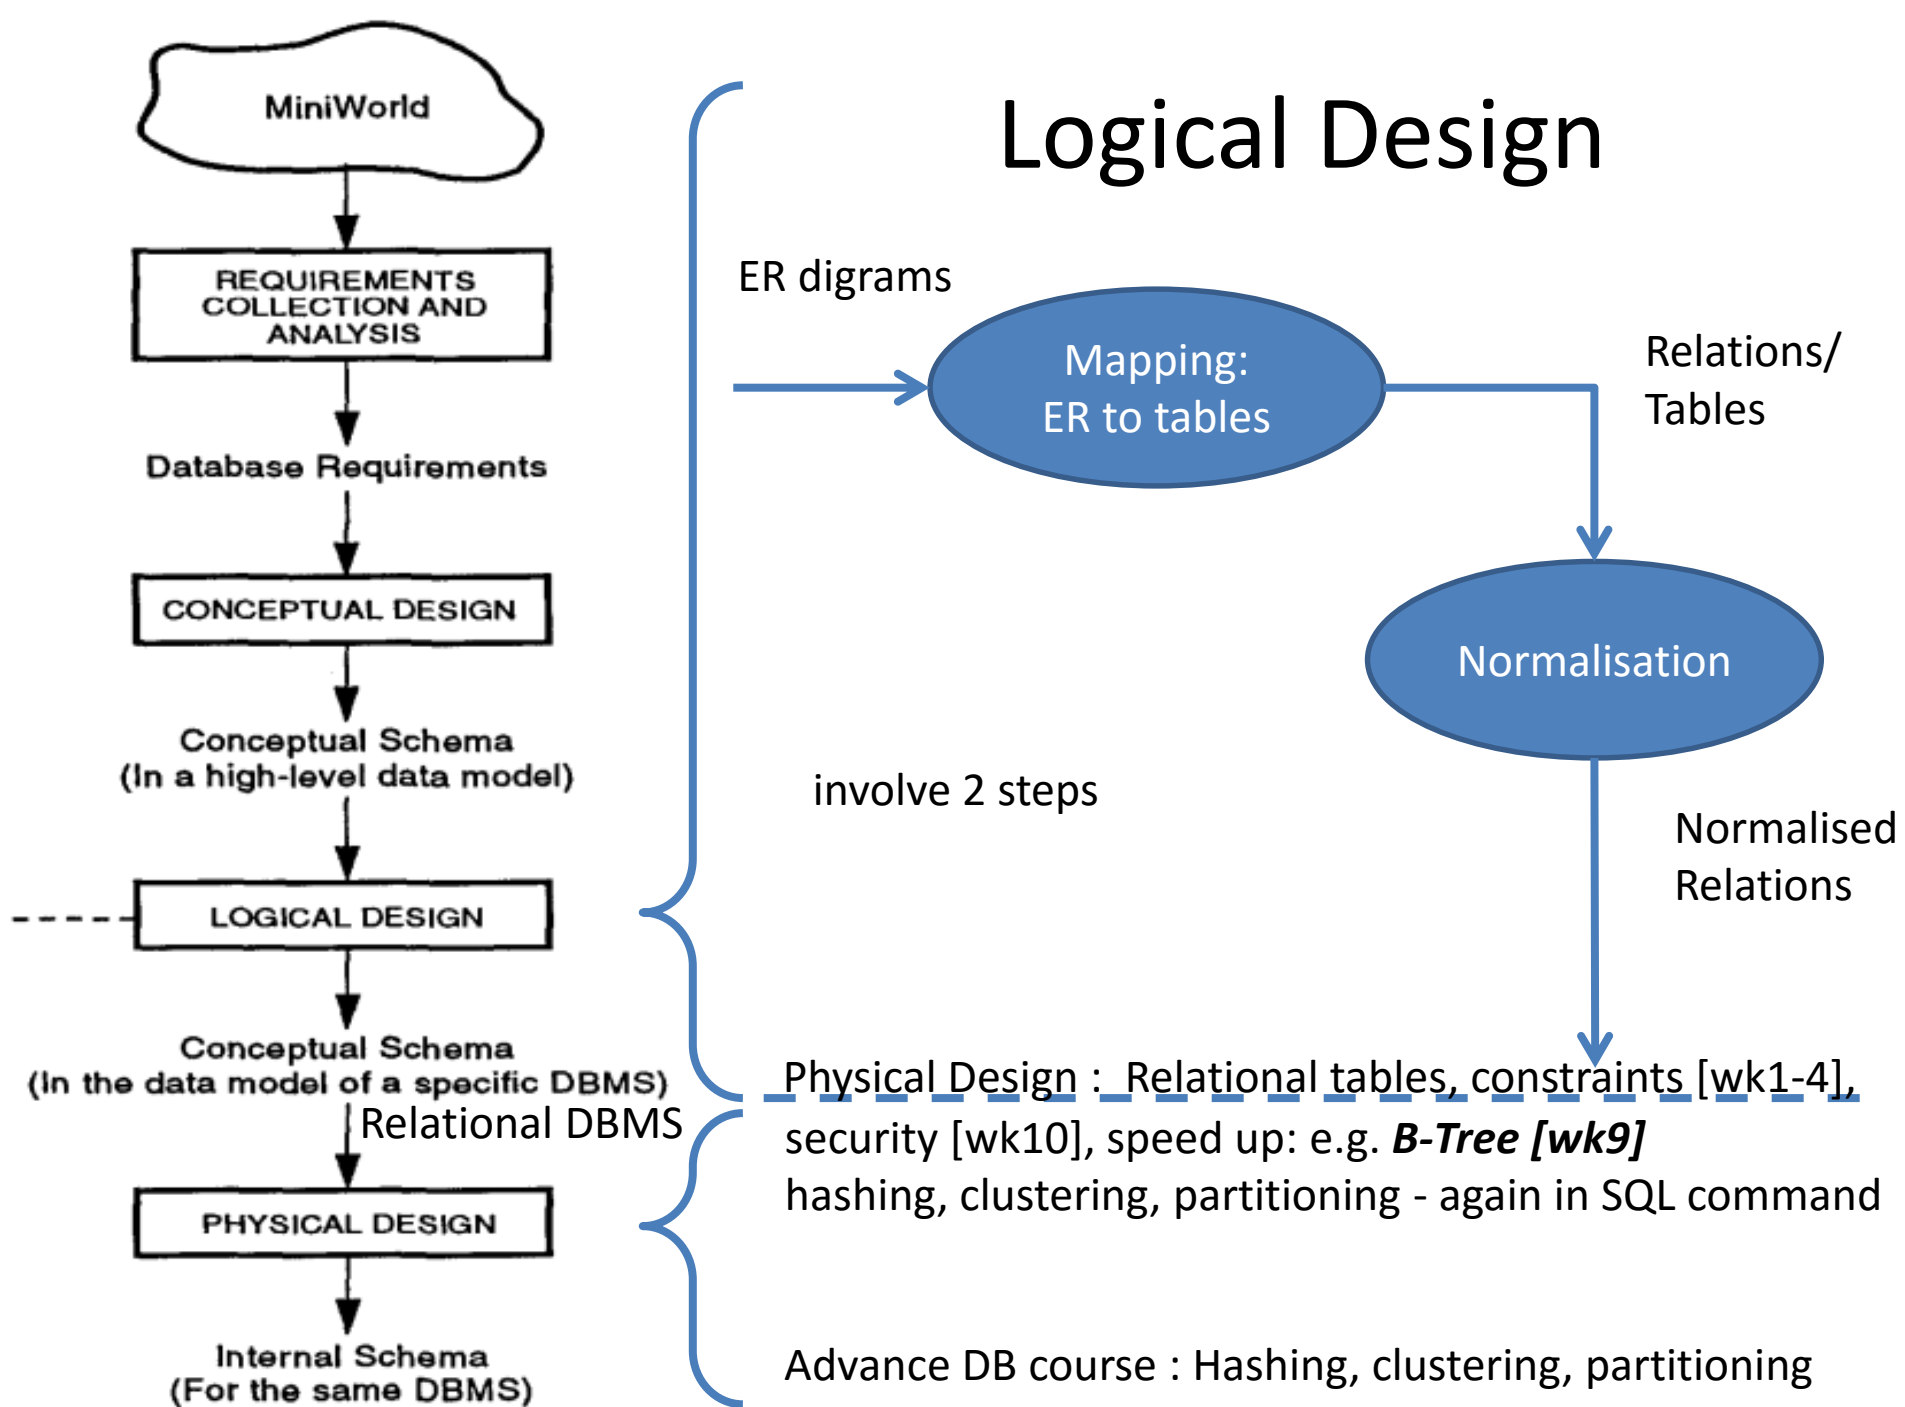 MiniWorld
REQUIREMENTS
COLLECTION AND
ANALYSIS
Database Requirements
CONCEPTUAL DESIGN
Conceptual Schema
(In a high-level data model)
LOGICAL DESIGN
Conceptual Schema
(In the data model of a specific DBMS)
Relational DBMS
PHYSICAL DESIGN
Internal Schema
(For the same DBMS)
Logical Design
ER digrams
Mapping:
ER to tables
Relations/
Tables
Normalisation
involve 2 steps
Normalised
Relations
Physical Design : Relational tables, constraints [wk1-4],
security [wk10], speed up: e.g. B-Tree [wk9]
hashing, clustering, partitioning - again in SQL command
Advance DB course : Hashing, clustering, partitioning